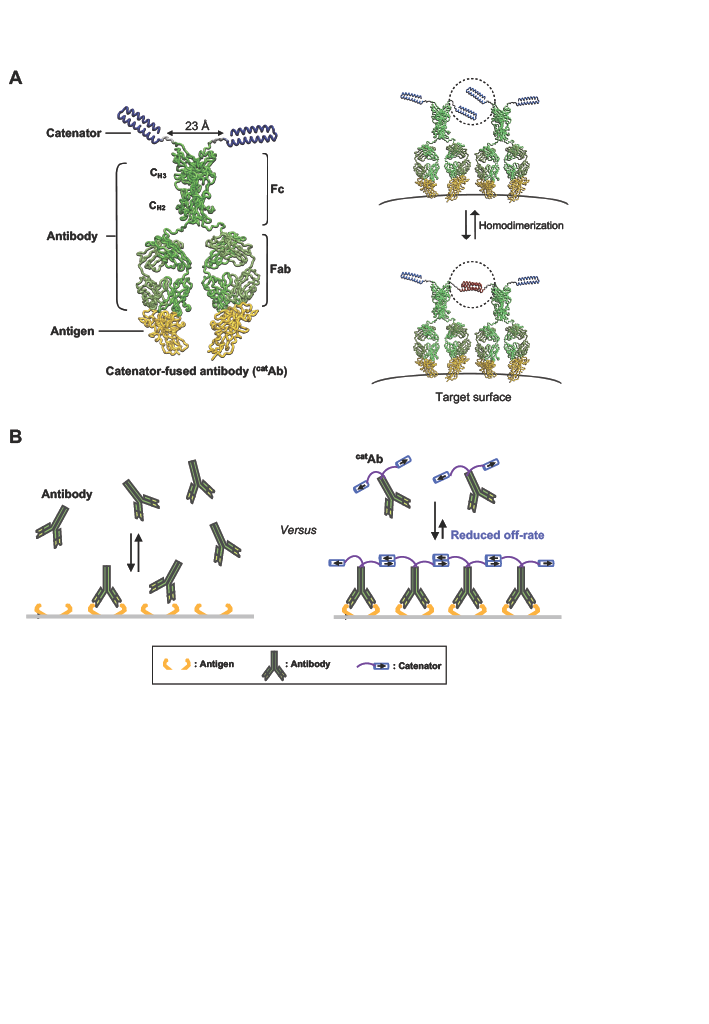 A
Catenator
23 Å
CH3
CH2
Fc
Antibody
Fab
Antigen
Catenator-fused antibody (catAb)
Homodimerization
Target surface
B
Antibody
Versus
catAb
Reduced off-rate
: Antigen
: Antibody
: Catenator